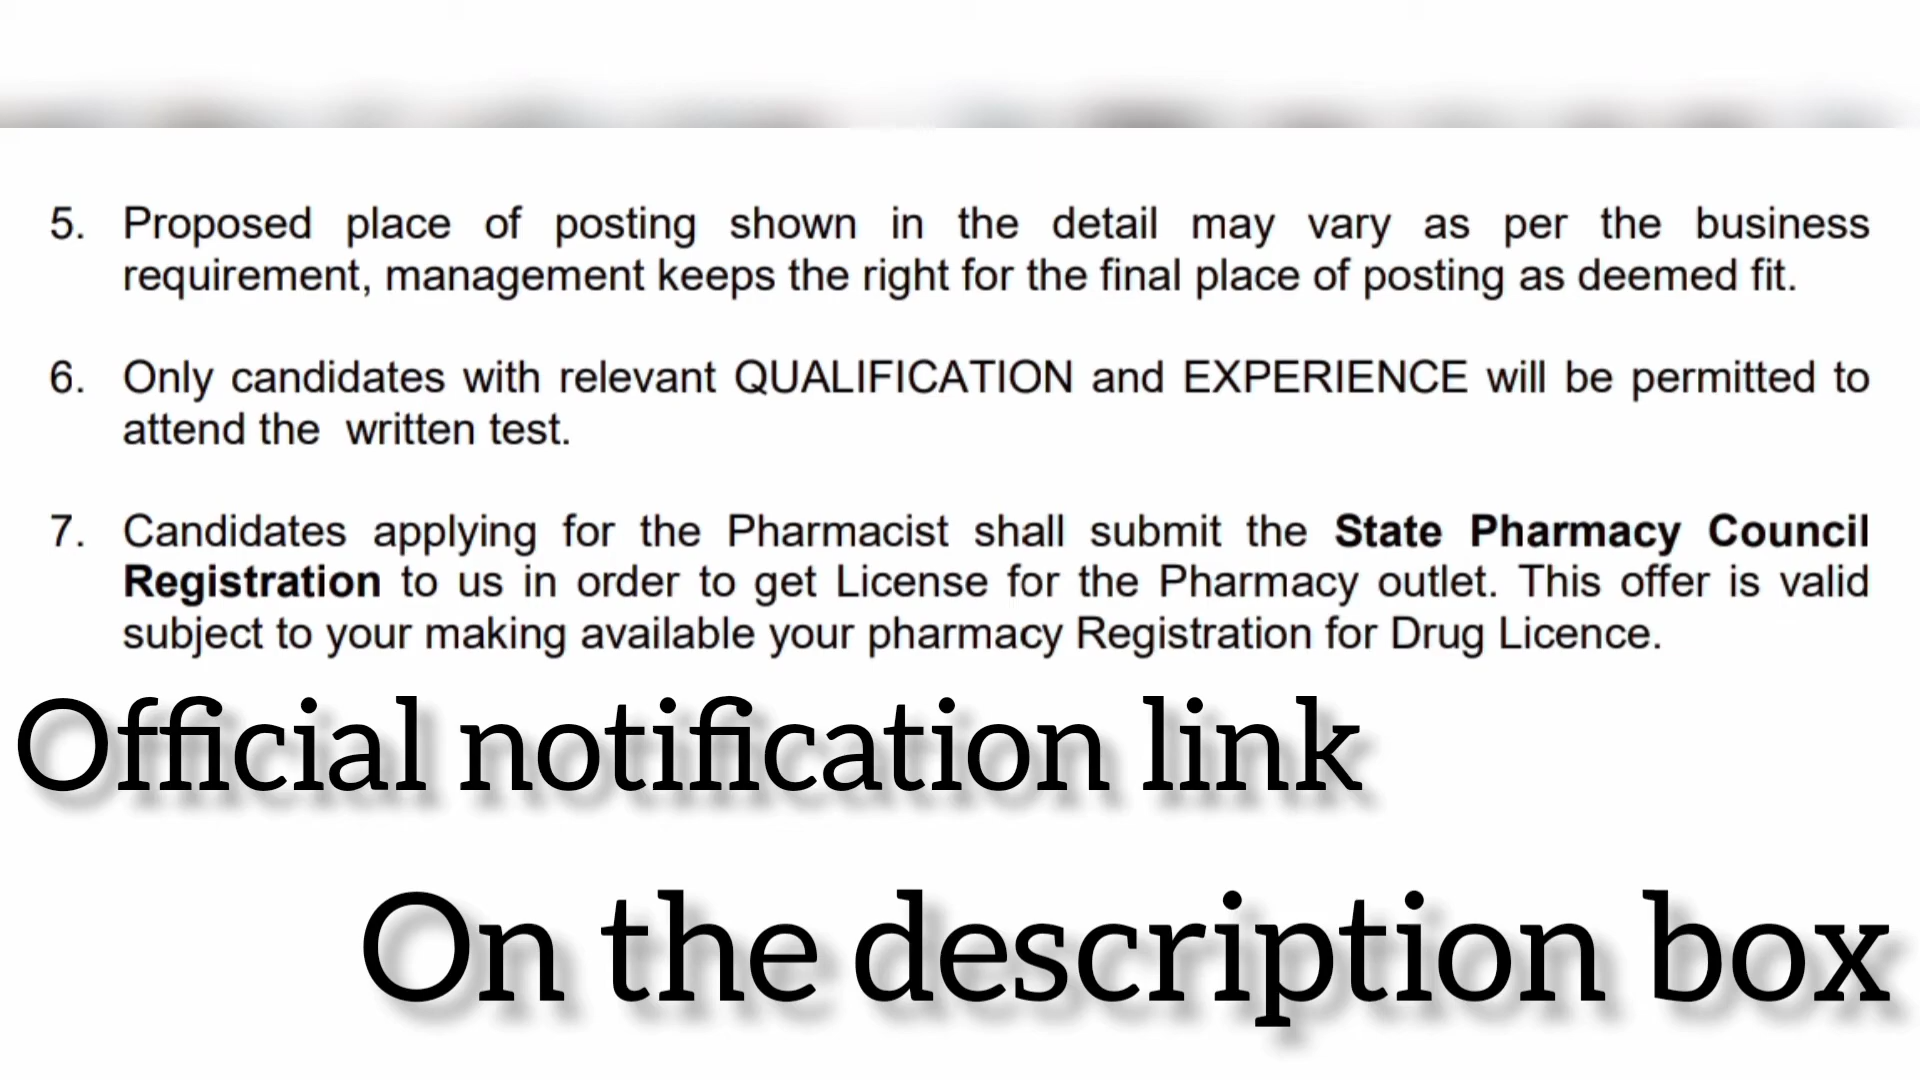 5. Proposed place of posting shown in the detail may vary as per the business
requirement, management keeps the right for the final place of posting as deemed fit.
6. Only candidates with relevant QUALIFICATION and EXPERIENCE will be permitted to
attend the written test.
7. Candidates applying for the Pharmacist shall submit the State Pharmacy Council
Registration to us in order to get License for the Pharmacy outlet. This offer is valid
subject to your making available your pharmacy Registration for Drug Licence.
Official notification link
On the description box